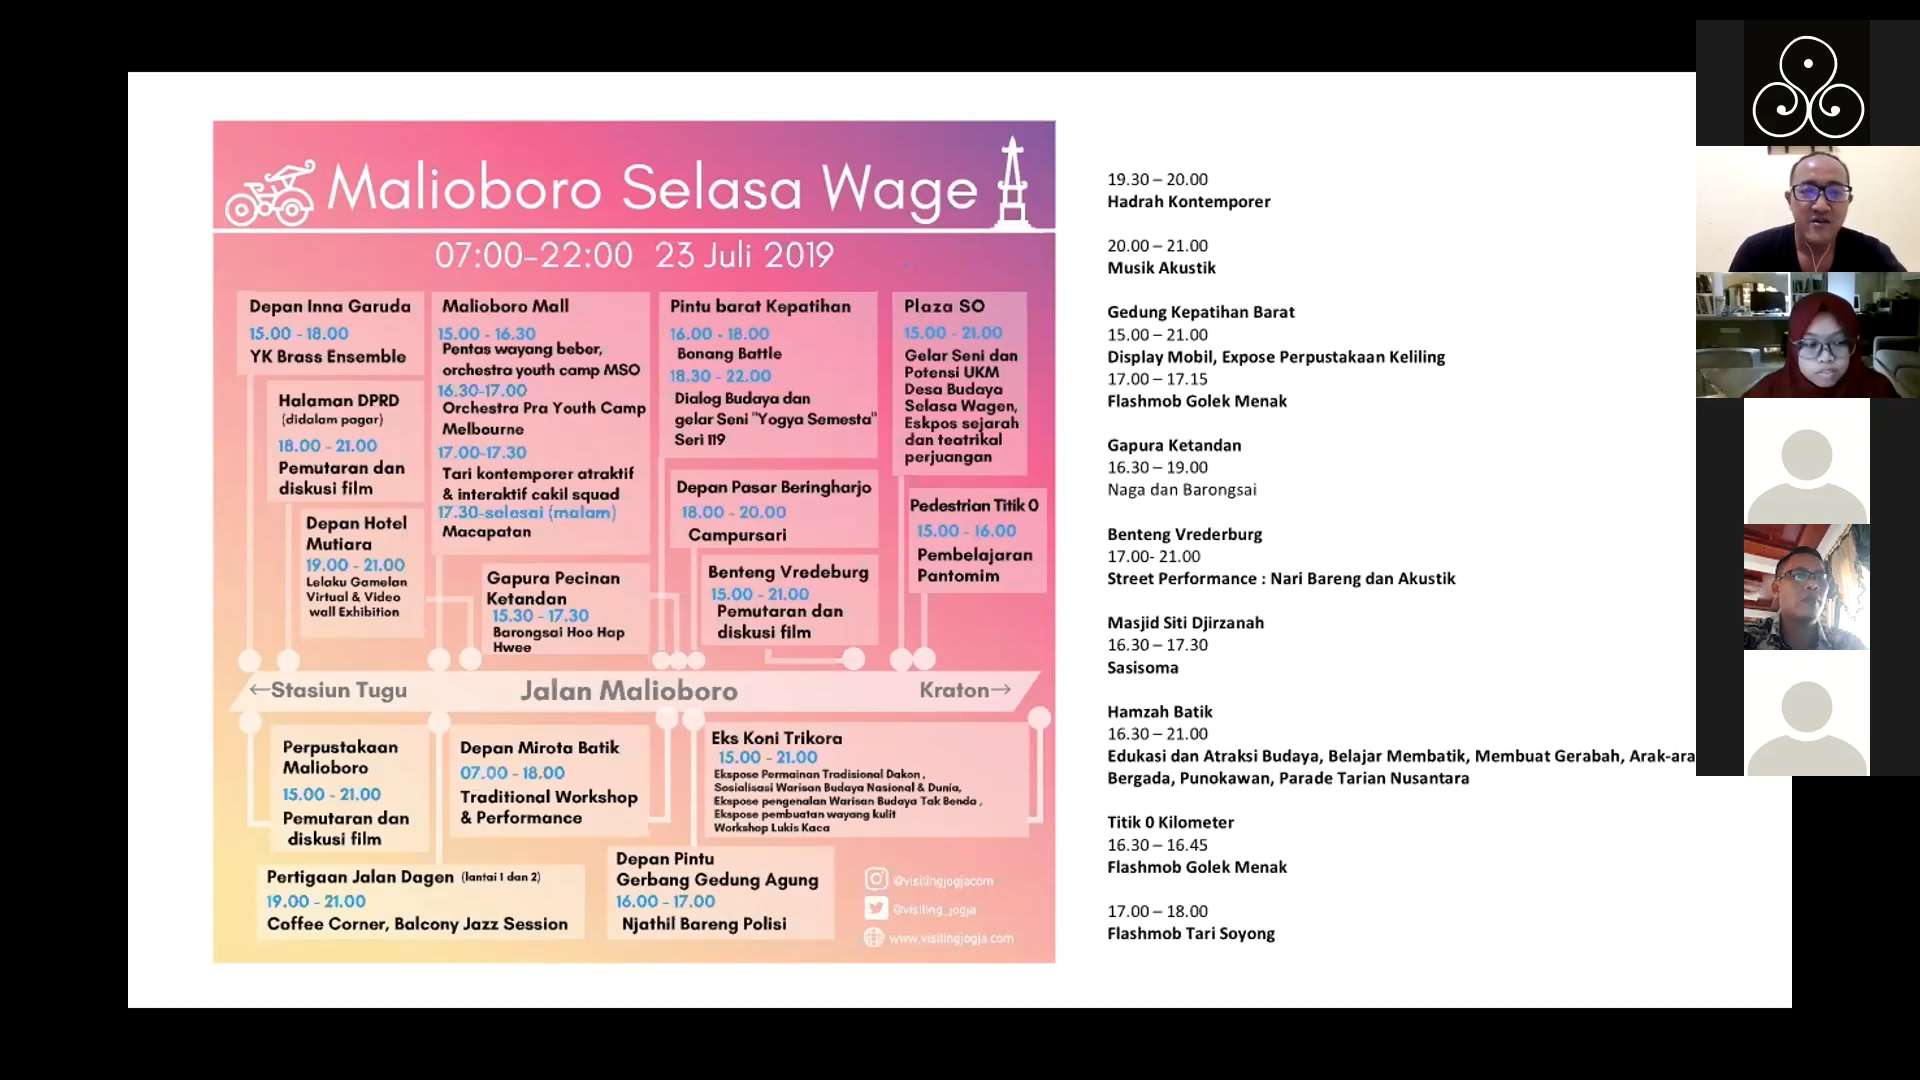 Malioboro Selasa Wage
07:00-22:00 23 Juli 2019
Depan Inna Garuda
15.00 - 18.00
YK Brass Ensemble
Halaman DPRD
(didalam pagar)
18.00 - 21.00
Pemutaran dan
diskusi film
Depan Hotel
Mutiara
19.00 - 21.00
Lelaku Gamelan
Virtual & Video
wall Exhibition
Malioboro Mall
15.00 - 16.30
Pentas wayang beber,
orchestra youth camp MSO
16.30-17.00
Orchestra Pra Youth Camp
Melbourne
17.00-17.30
Tari kontemporer atraktif
& interaktif cakil squad
17.30-selesai (malam)
Macapatan
Gapura Pecinan
Ketandan
15.30 - 17.30
Barongsai Hoo Hap
Hwee
Pintu barat Kepatihan
16.00 - 18.00
Bonang Battle
18.30 - 22.00
Dialog Budaya dan
gelar Seni "Yogya Semesta"
Seri 119
Depan Pasar Beringharjo
18.00 - 20.00
Campursari
Benteng Vredeburg
15.00 - 21.00
Pemutaran dan
diskusi film
Plaza SO
15.00 - 21.00
Gelar Seni dan
Potensi UKM
Desa Budaya
Selasa Wagen,
Eskpos sejarah
dan teatrikal
perjuangan
Pedestrian Titik 0
15.00 - 16.00
Pembelajaran
Pantomim
←Stasiun Tugu
Jalan Malioboro
Kraton→
Perpustakaan
Malioboro
15.00 - 21.00
Pemutaran dan
diskusi film
Depan Mirota Batik
07.00 - 18.00
Traditional Workshop
& Performance
Eks Koni Trikora
15.00 - 21.00
Ekspose Permainan Tradisional Dakon ,
Sosialisasi Warisan Budaya Nasional & Dunia,
Ekspose pengenalan Warisan Budaya Tak Benda ,
Ekspose pembuatan wayang kulit
Workshop Lukis Kaca
Pertigaan Jalan Dagen (lantai 1 dan 2)
19.00 - 21.00
Coffee Corner, Balcony Jazz Session
Depan Pintu
Gerbang Gedung Agung
16.00 - 17.00
Njathil Bareng Polisi
@visitingjogjacom
@visiting_jogja
www.visitingjogja.com
19.30 – 20.00
Hadrah Kontemporer
20.00 – 21.00
Musik Akustik
Gedung Kepatihan Barat
15.00 – 21.00
Display Mobil, Expose Perpustakaan Keliling
17.00 – 17.15
Flashmob Golek Menak
Gapura Ketandan
16.30 – 19.00
Naga dan Barongsai
Benteng Vrederburg
17.00- 21.00
Street Performance : Nari Bareng dan Akustik
Masjid Siti Djirzanah
16.30 – 17.30
Sasisoma
Hamzah Batik
16.30 – 21.00
Edukasi dan Atraksi Budaya, Belajar Membatik, Membuat Gerabah, Arak-ara
Bergada, Punokawan, Parade Tarian Nusantara
Titik 0 Kilometer
16.30 – 16.45
Flashmob Golek Menak
17.00 – 18.00
Flashmob Tari Soyong